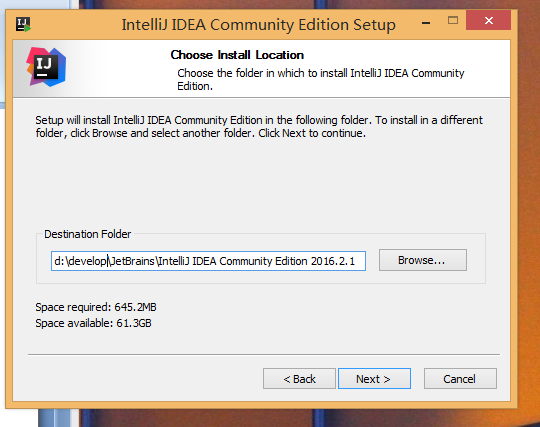 IntelliJ IDEA Community Edition Setup
IJ
Choose Install Location
Choose the folder in which to install IntelliJ IDEA Community
Edition.
Setup will install IntelliJ IDEA Community Edition in the following folder. To install in a different
folder, click Browse and select another folder. Click Next to continue.
Destination Folder
d:\develop\JetBrains\IntelliJ IDEA Community Edition 2016.2.1
Browse...
Space required: 645.2MB
Space available: 61.3GB
< Back
Next >
Cancel